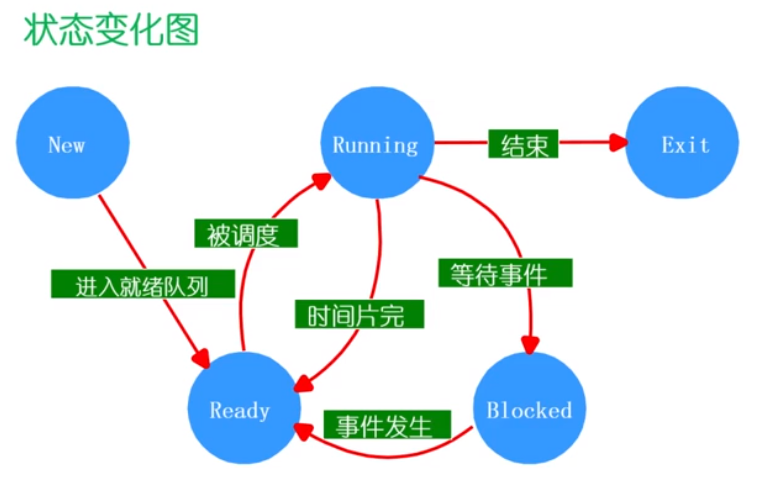 状态变化图
New
Running
结束
Exit
被调度
进入就绪队列
等待事件
时间片完
Ready
事件发生
Blocked